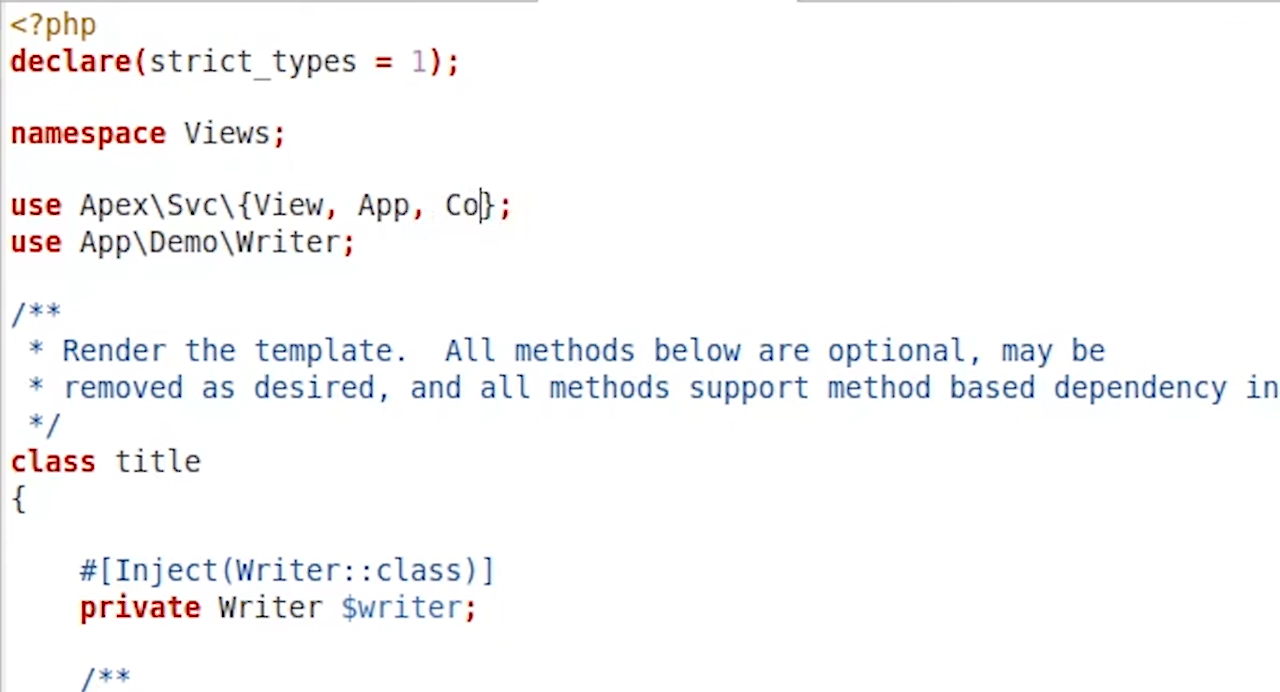 <?php
declare(strict_types = 1);
namespace Views;
use Apex\Svc\{View, App, Co};
use App\Demo\Writer;
/**
 * Render the template.  All methods below are optional, may be
 * removed as desired, and all methods support method based dependency in
 */
class title
{
    #[Inject(Writer::class)]
    private Writer $writer;
    /**